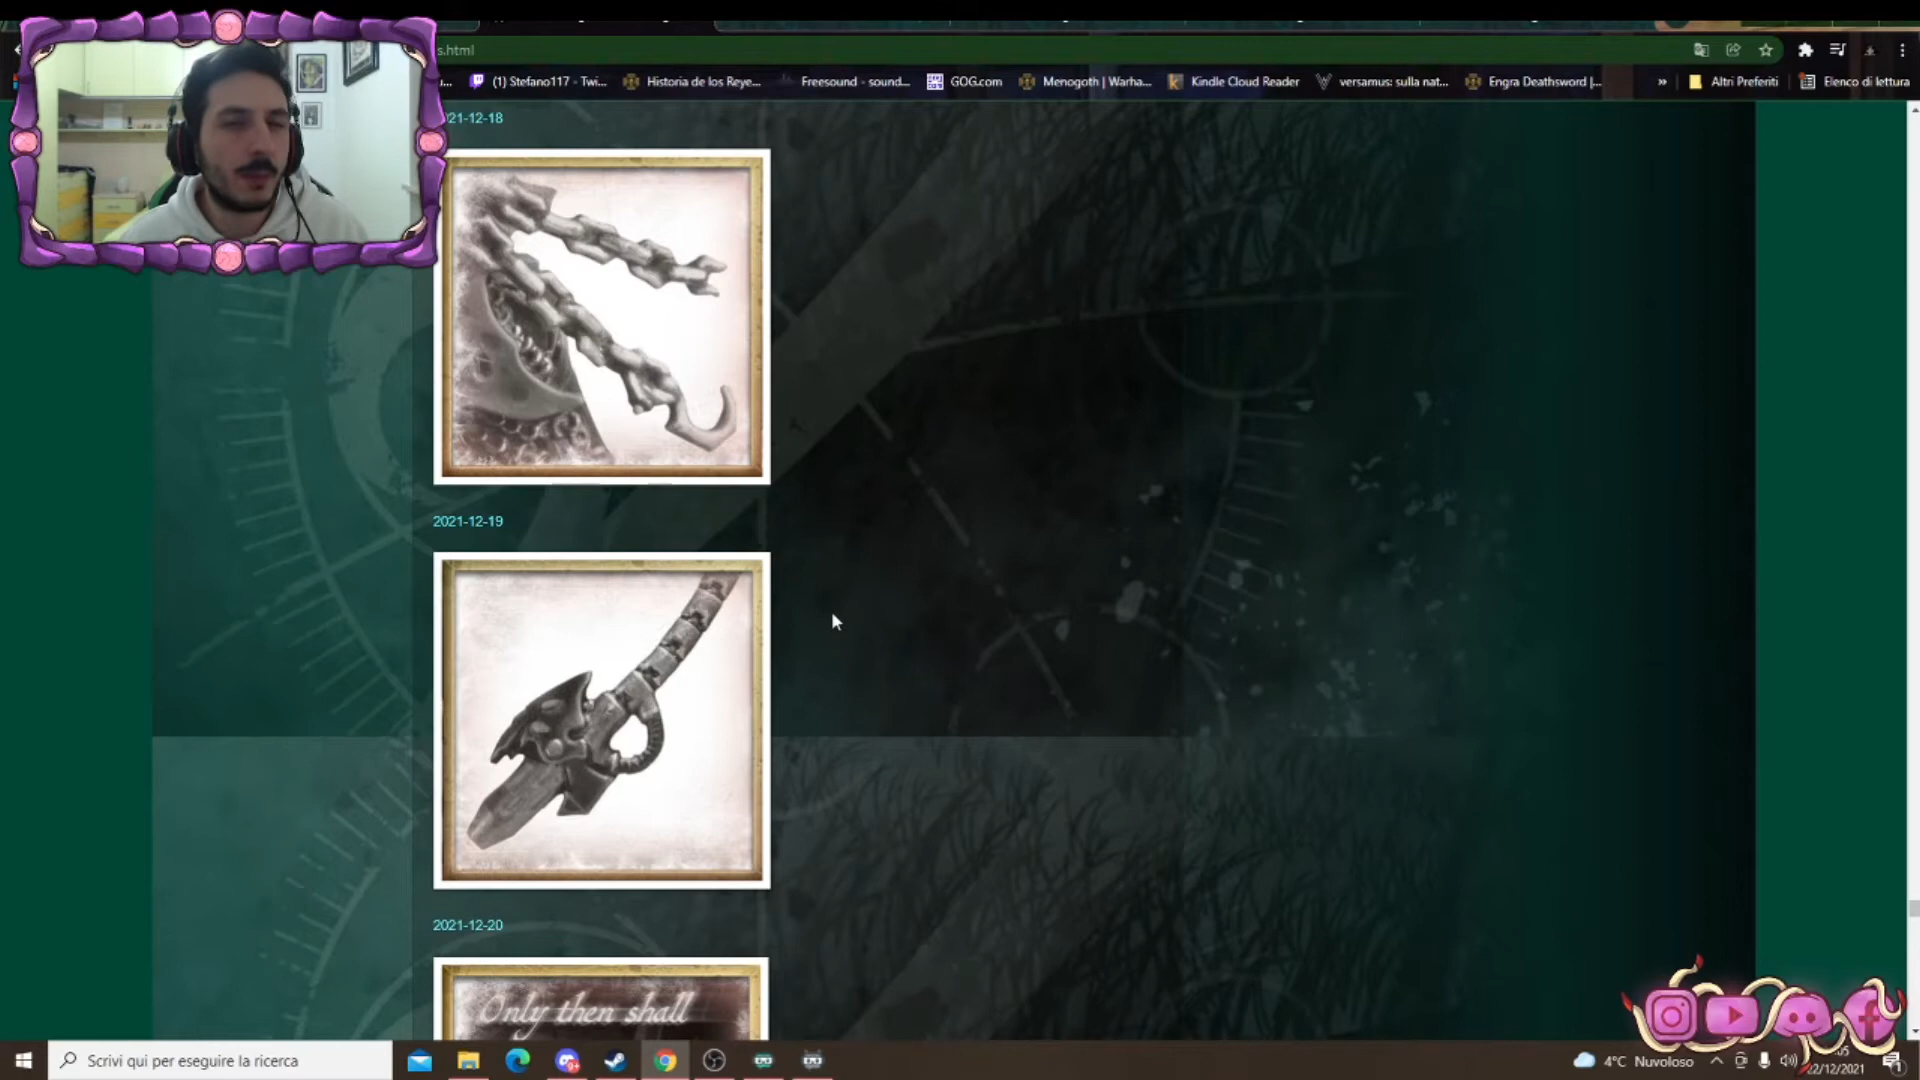 s.html
(1) Stefano117 - Twi...
Historia de los Reye...
Freesound - sound...
GOG.com
Menogoth | Warha...
Kindle Cloud Reader
versamus: sulla nat...
Engra Deathsword |...
»
Altri Preferiti
Elenco di lettura
2021-12-18
2021-12-19
2021-12-20
Only then shall
Scrivi qui per eseguire la ricerca
4°C Nuvoloso
22/12/2021